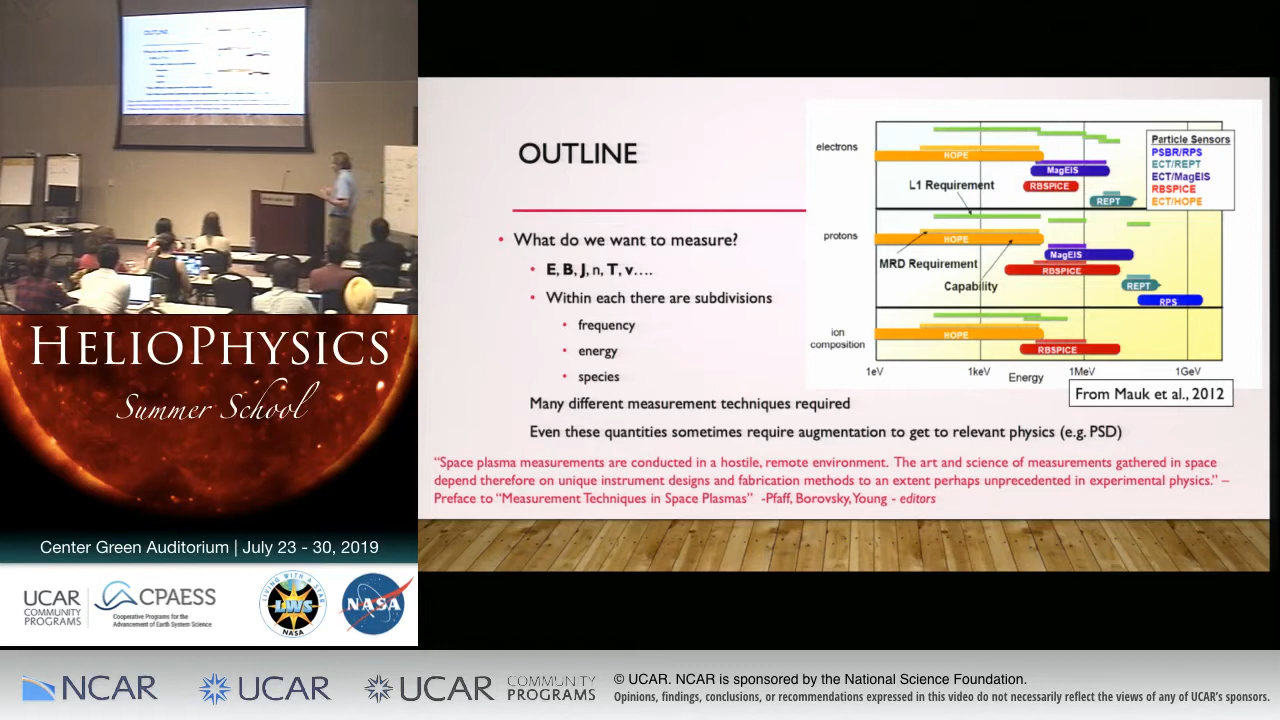 OUTLINE
• What do we want to measure?
• E, B, J, n, T, v….
• Within each there are subdivisions
• frequency
• energy
• species
Many different measurement techniques required
Even these quantities sometimes require augmentation to get to relevant physics (e.g. PSD)
“Space plasma measurements are conducted in a hostile, remote environment. The art and science of measurements gathered in space
depend therefore on unique instrument designs and fabrication methods to an extent perhaps unprecedented in experimental physics.” –
Preface to “Measurement Techniques in Space Plasmas” -Pfaff, Borovsky, Young - editors
electrons
HOPE
MagEIS
RBSPICE
REPT
L1 Requirement
Particle Sensors
PSBR/RPS
ECT/REPT
ECT/MagEIS
RBSPICE
ECT/HOPE
protons
HOPE
MagEIS
RBSPICE
REPT
RPS
MRD Requirement
Capability
ion
composition
HOPE
RBSPICE
1eV 1keV 1MeV 1GeV
Energy
From Mauk et al., 2012
HELIOPHYSICS
Summer School
Center Green Auditorium | July 23 - 30, 2019
UCAR
COMMUNITY
PROGRAMS
CPAESS
Cooperative Programs for the
Advancement of Earth System Science
LIVING WITH A STAR
LWS
NASA
NASA
NCAR
UCAR
UCAR
COMMUNITY
PROGRAMS
© UCAR. NCAR is sponsored by the National Science Foundation.
Opinions, findings, conclusions, or recommendations expressed in this video do not necessarily reflect the views of any of UCAR's sponsors.